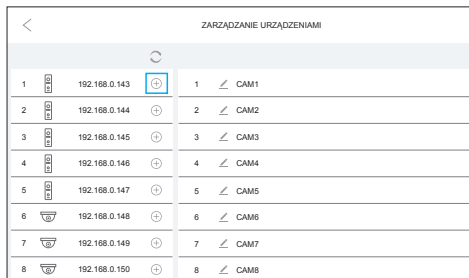 ZARZĄDZANIE URZĄDZENIAMI
1 192.168.0.143 1 CAM1
2 192.168.0.144 2 CAM2
3 192.168.0.145 3 CAM3
4 192.168.0.146 4 CAM4
5 192.168.0.147 5 CAM5
6 192.168.0.148 6 CAM6
7 192.168.0.149 7 CAM7
8 192.168.0.150 8 CAM8